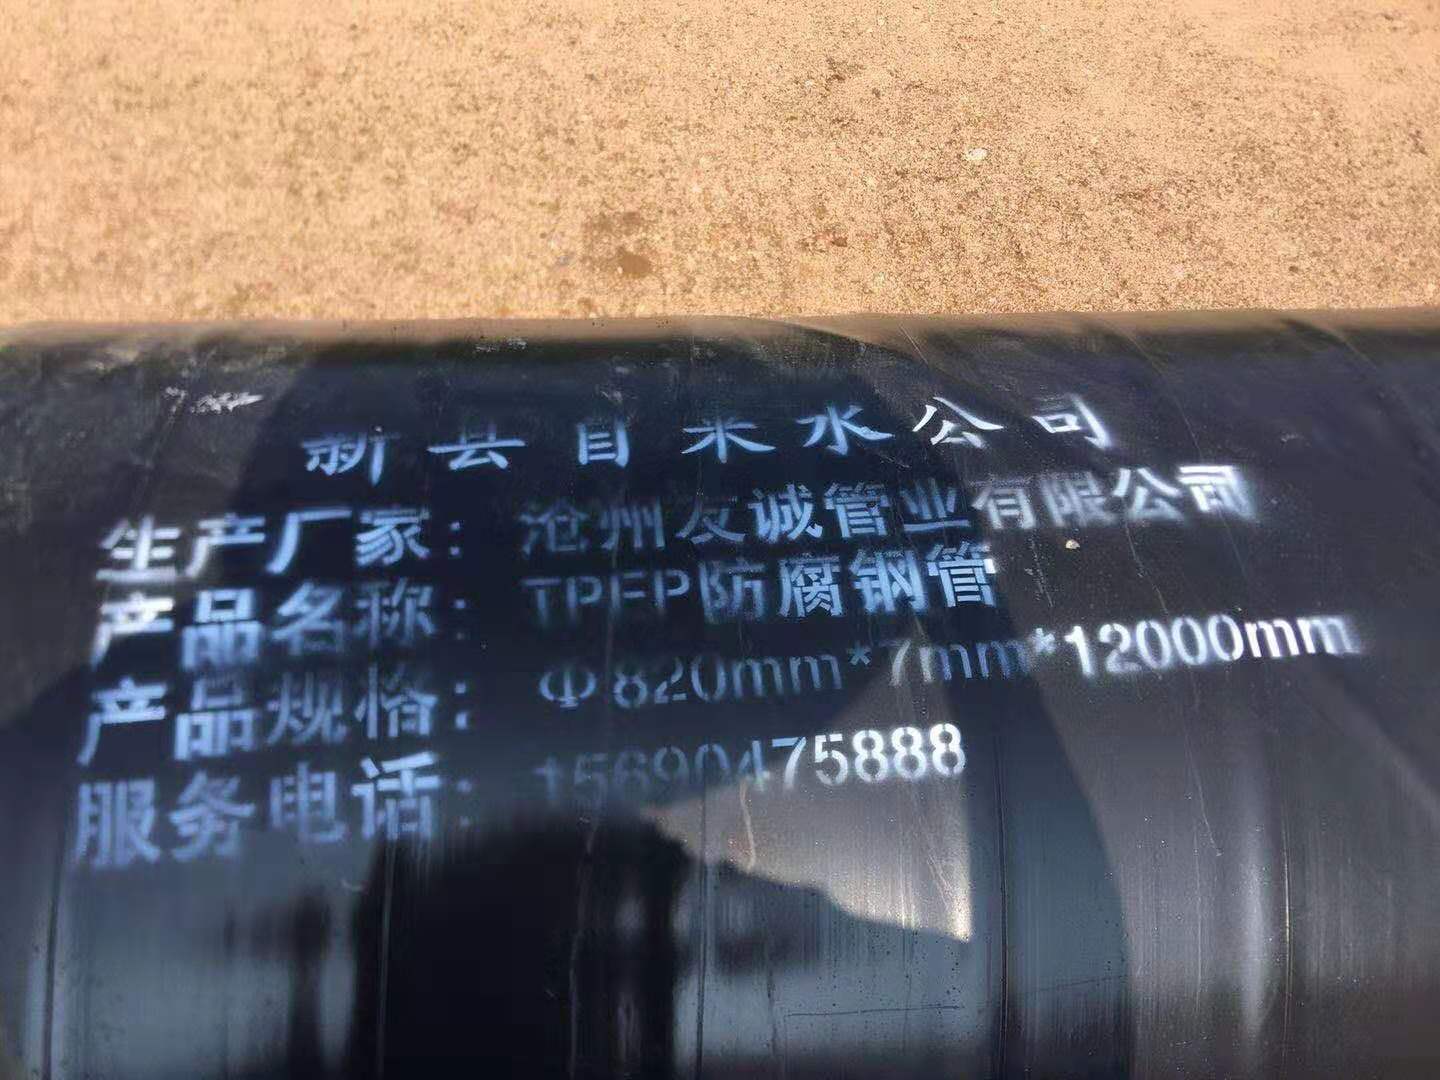 新县自来水公司
生产厂家：沧州友诚管业有限公司
产品名称：TPEP防腐钢管
产品规格：Φ820mm*7mm*12000mm
服务电话：15690475888